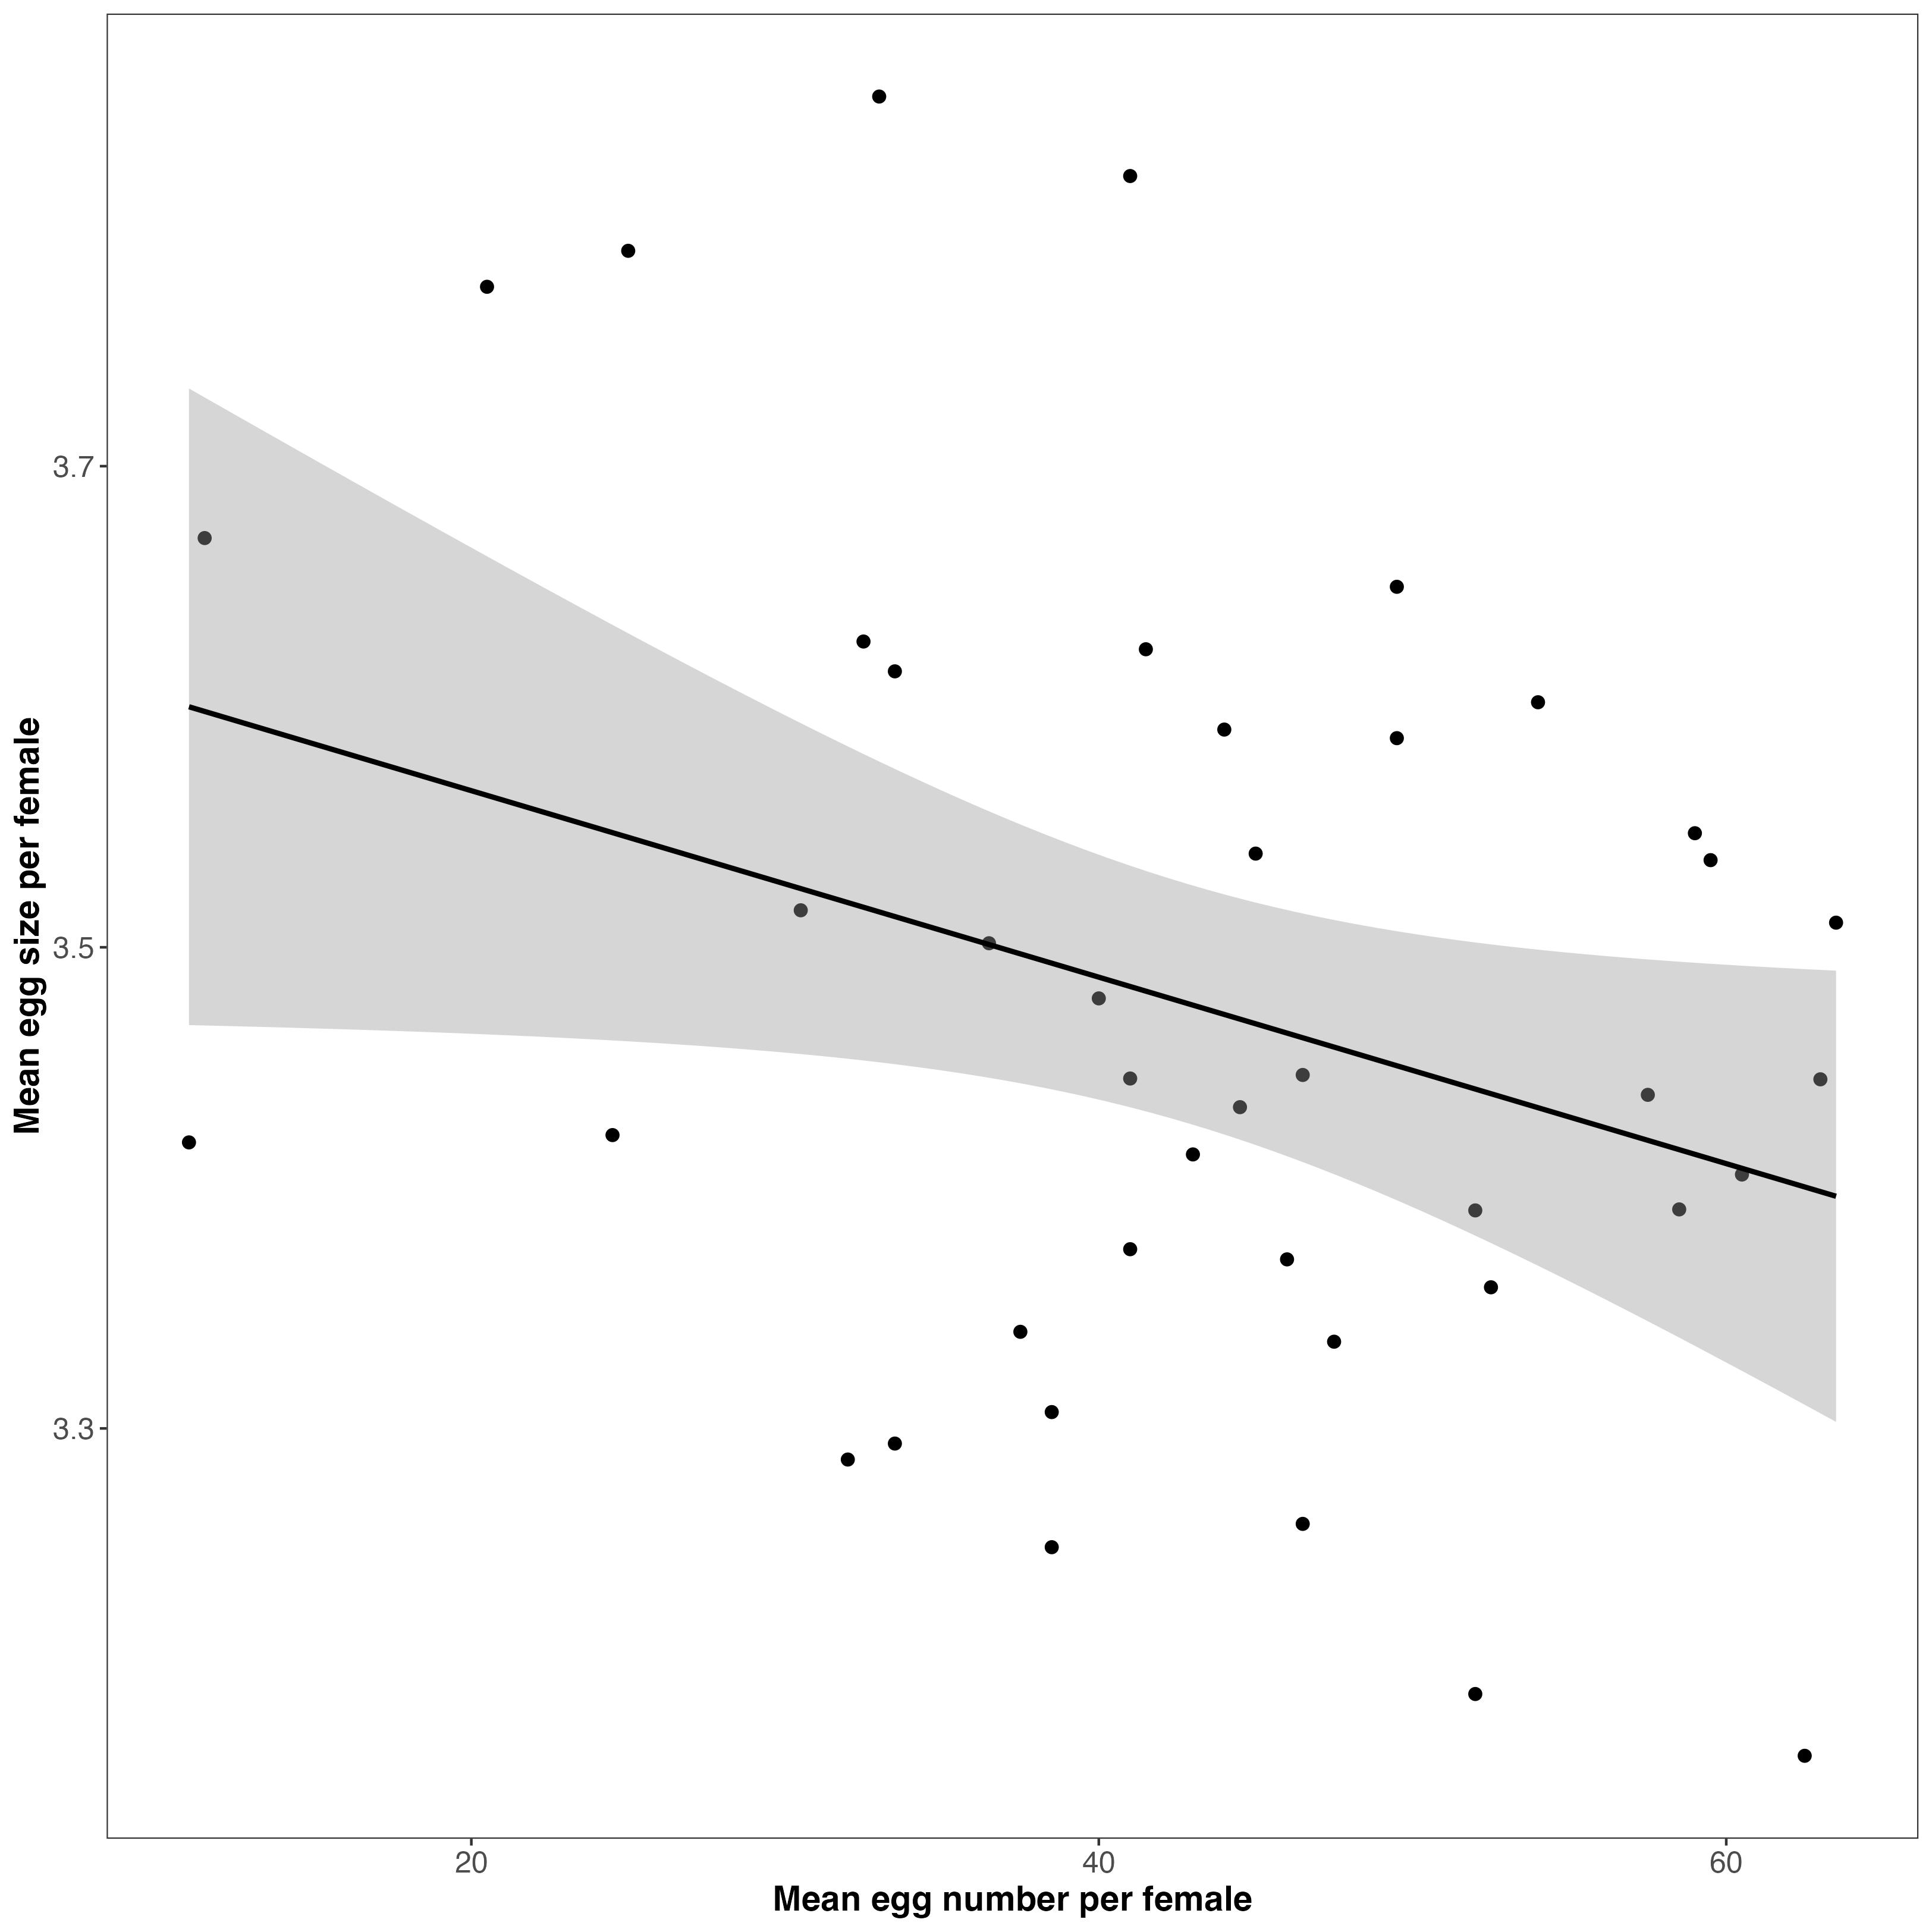 Mean egg size per female
3.7
3.5
3.3
20 40 60
Mean egg number per female